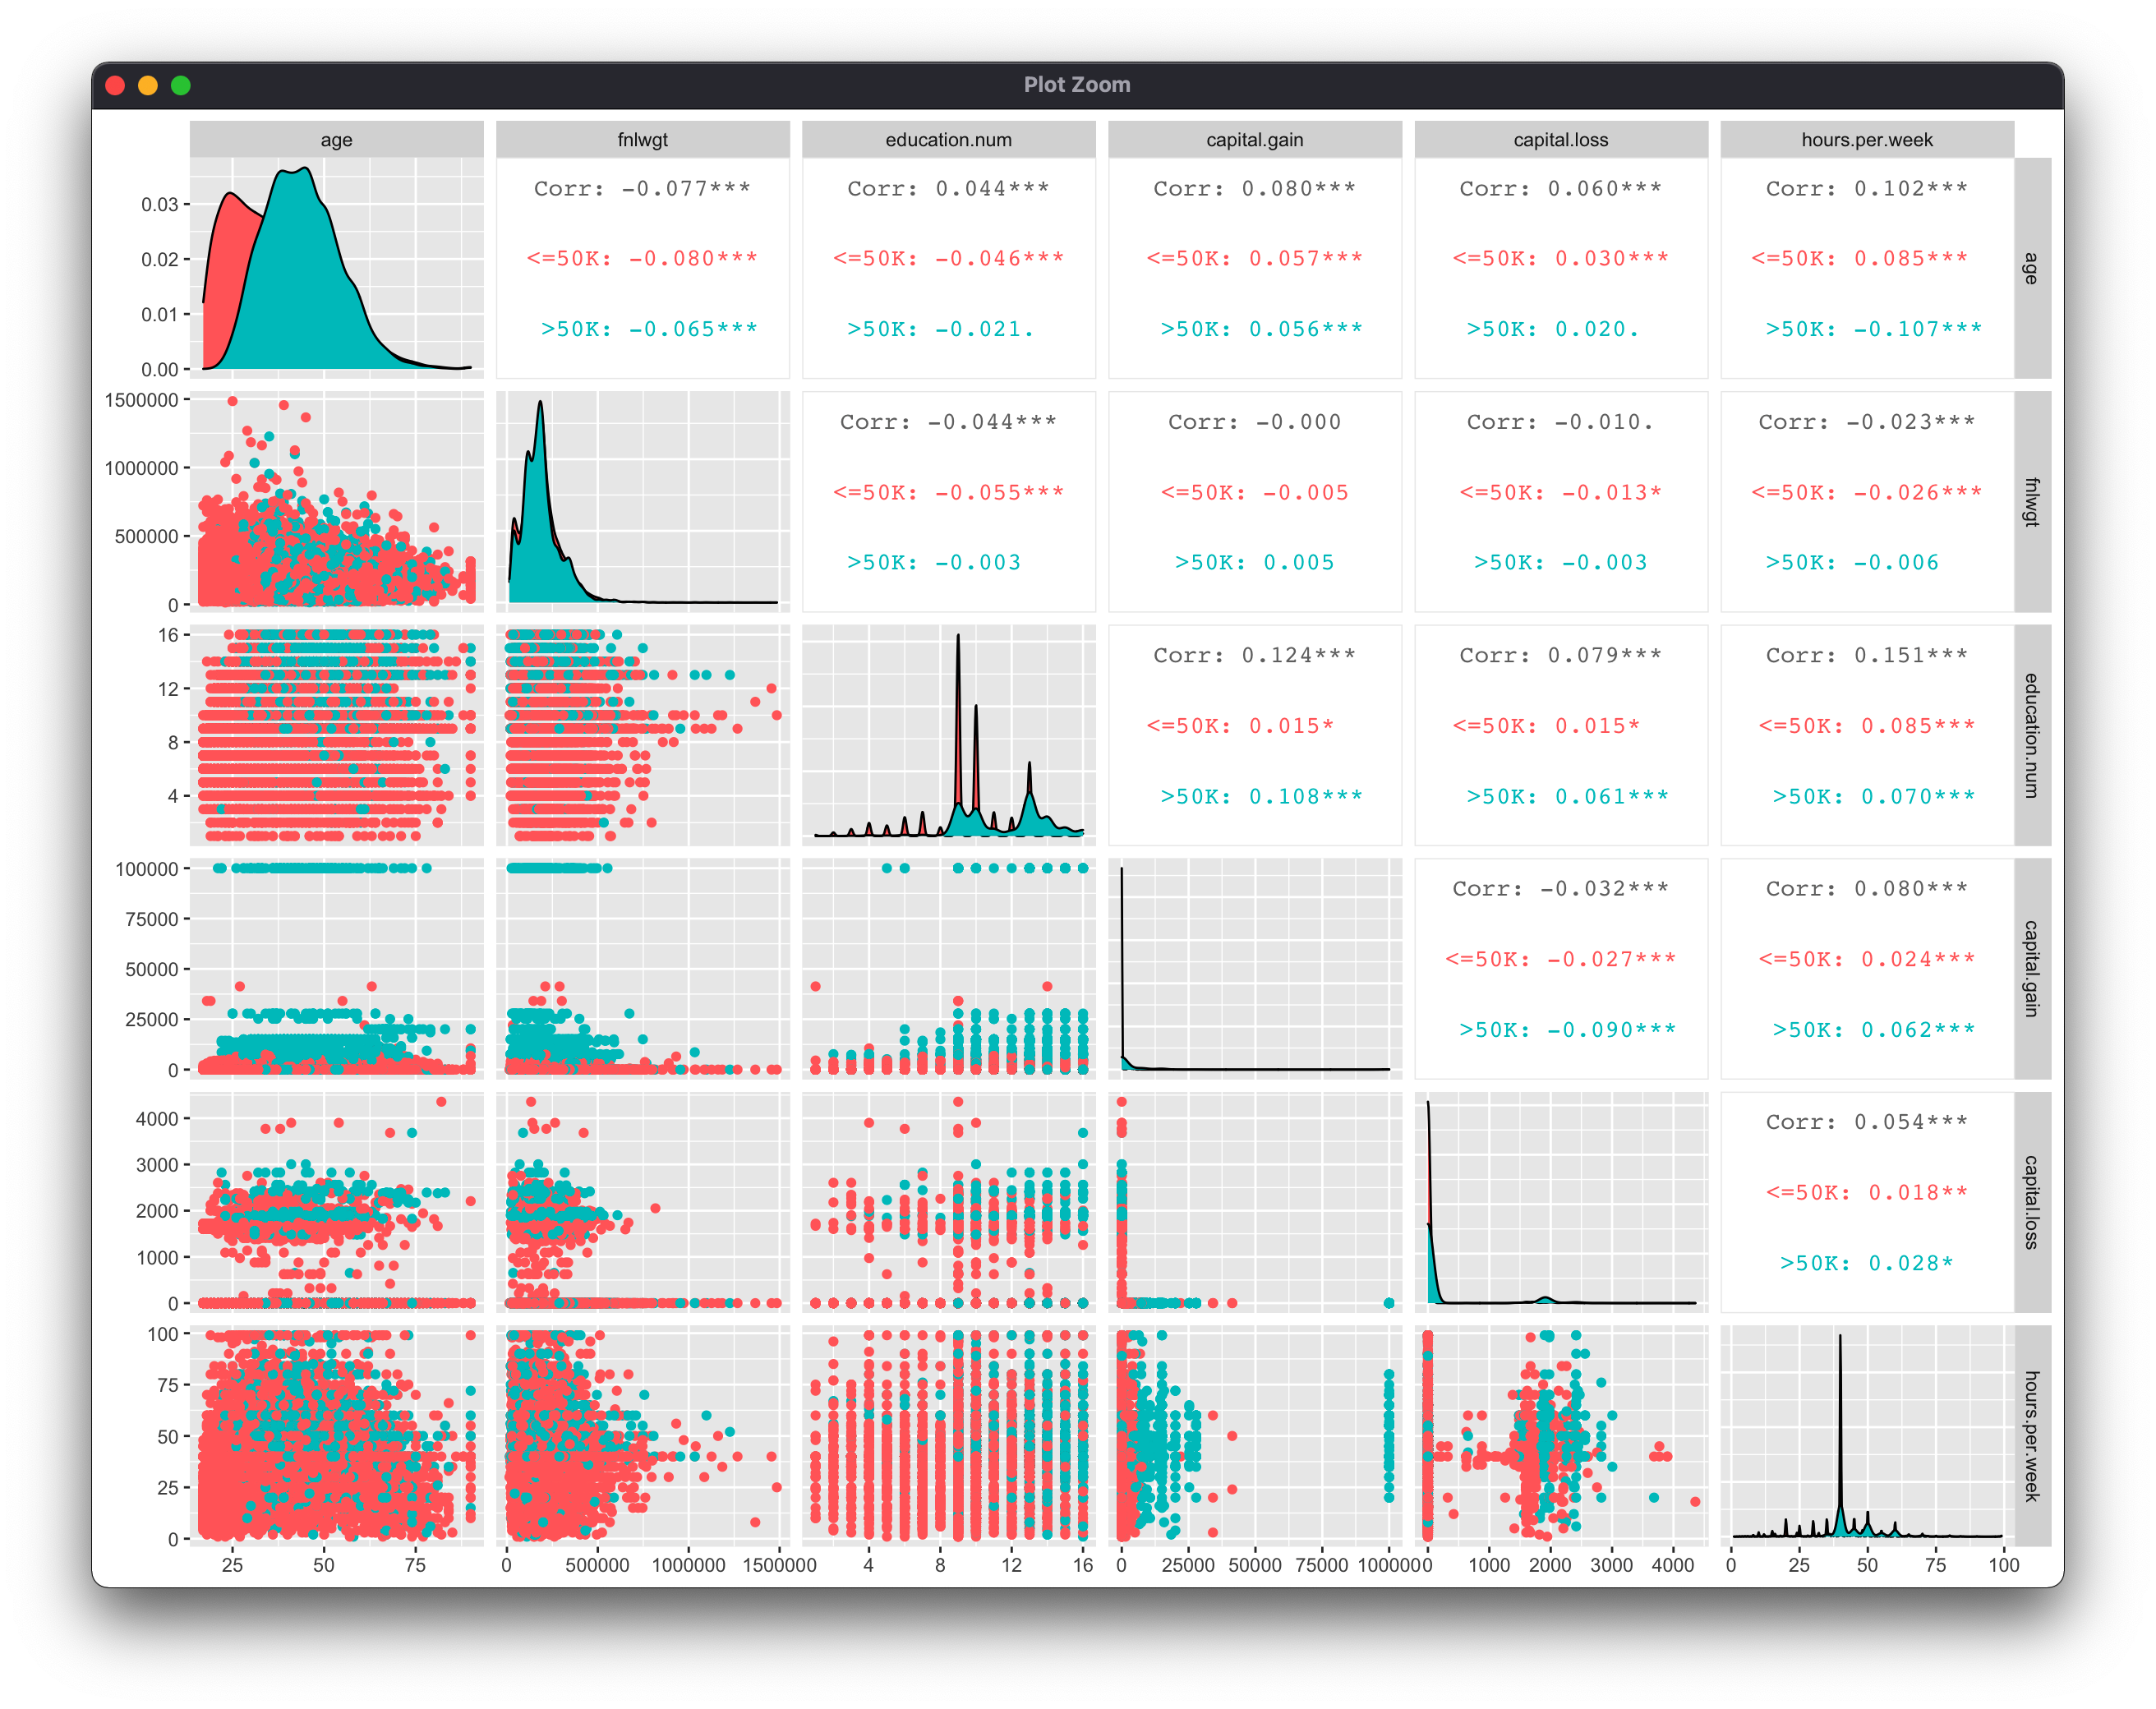 Plot Zoom
age fnlwgt education.num capital.gain capital.loss hours.per.week
0.03
0.02
0.01
0.00
Corr: -0.077***
<=50K: -0.080***
>50K: -0.065***
Corr: 0.044***
<=50K: -0.046***
>50K: -0.021.
Corr: 0.080***
<=50K: 0.057***
>50K: 0.056***
Corr: 0.060***
<=50K: 0.030***
>50K: 0.020.
Corr: 0.102***
<=50K: 0.085***
>50K: -0.107***
age
1500000
1000000
500000
0
Corr: -0.044***
<=50K: -0.055***
>50K: -0.003
Corr: -0.000
<=50K: -0.005
>50K: 0.005
Corr: -0.010.
<=50K: -0.013*
>50K: -0.003
Corr: -0.023***
<=50K: -0.026***
>50K: -0.006
fnlwgt
16
12
8
4
Corr: 0.124***
<=50K: 0.015*
>50K: 0.108***
Corr: 0.079***
<=50K: 0.015*
>50K: 0.061***
Corr: 0.151***
<=50K: 0.085***
>50K: 0.070***
education.num
100000
75000
50000
25000
0
Corr: -0.032***
<=50K: -0.027***
>50K: -0.090***
Corr: 0.080***
<=50K: 0.024***
>50K: 0.062***
capital.gain
4000
3000
2000
1000
0
Corr: 0.054***
<=50K: 0.018**
>50K: 0.028*
capital.loss
100
75
50
25
0
hours.per.week
25 50 75 0 500000 1000000 1500000 4 8 12 16 0 25000 50000 75000 100000 0 1000 2000 3000 4000 0 25 50 75 100